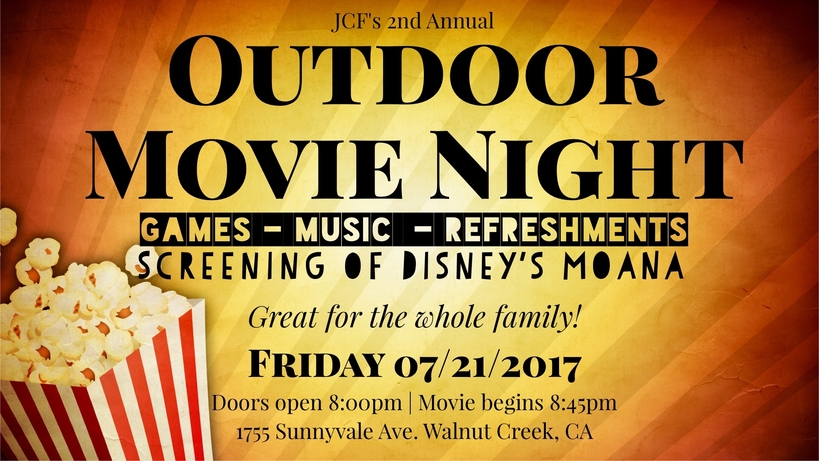 JCF's 2nd Annual
OUTDOOR
MOVIE NIGHT
GAMES – MUSIC – REFRESHMENTS
SCREENING OF DISNEY'S MOANA
Great for the whole family!
FRIDAY 07/21/2017
Doors open 8:00pm | Movie begins 8:45pm
1755 Sunnyvale Ave. Walnut Creek, CA